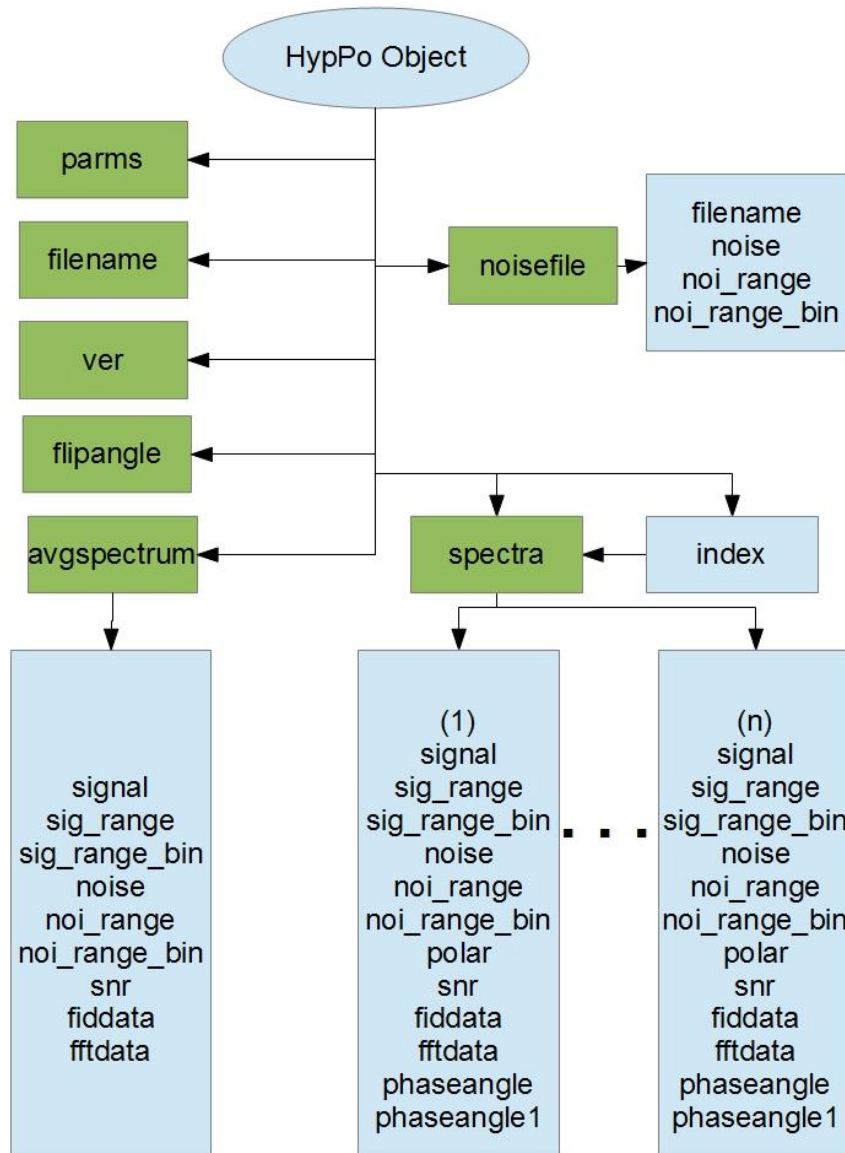 HypPo Object
parms
filename
ver
flipangle
avgspectrum
noisefile
filename
noise
noi_range
noi_range_bin
spectra
index
signal
sig_range
sig_range_bin
noise
noi_range
noi_range_bin
snr
fiddata
fftdata
(1)
signal
sig_range
sig_range_bin
noise
noi_range
noi_range_bin
polar
snr
fiddata
fftdata
phaseangle
phaseangle1
. . .
(n)
signal
sig_range
sig_range_bin
noise
noi_range
noi_range_bin
polar
snr
fiddata
fftdata
phaseangle
phaseangle1